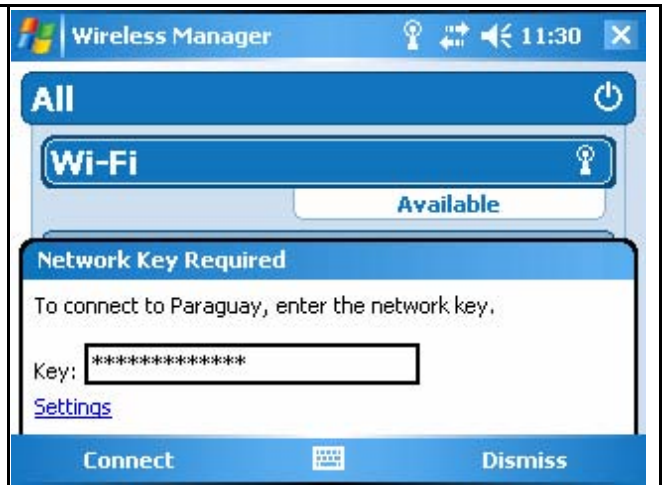 Wireless Manager 11:30
All
Wi-Fi
Available
Network Key Required
To connect to Paraguay, enter the network key.
Key: *************
Settings
Connect Dismiss